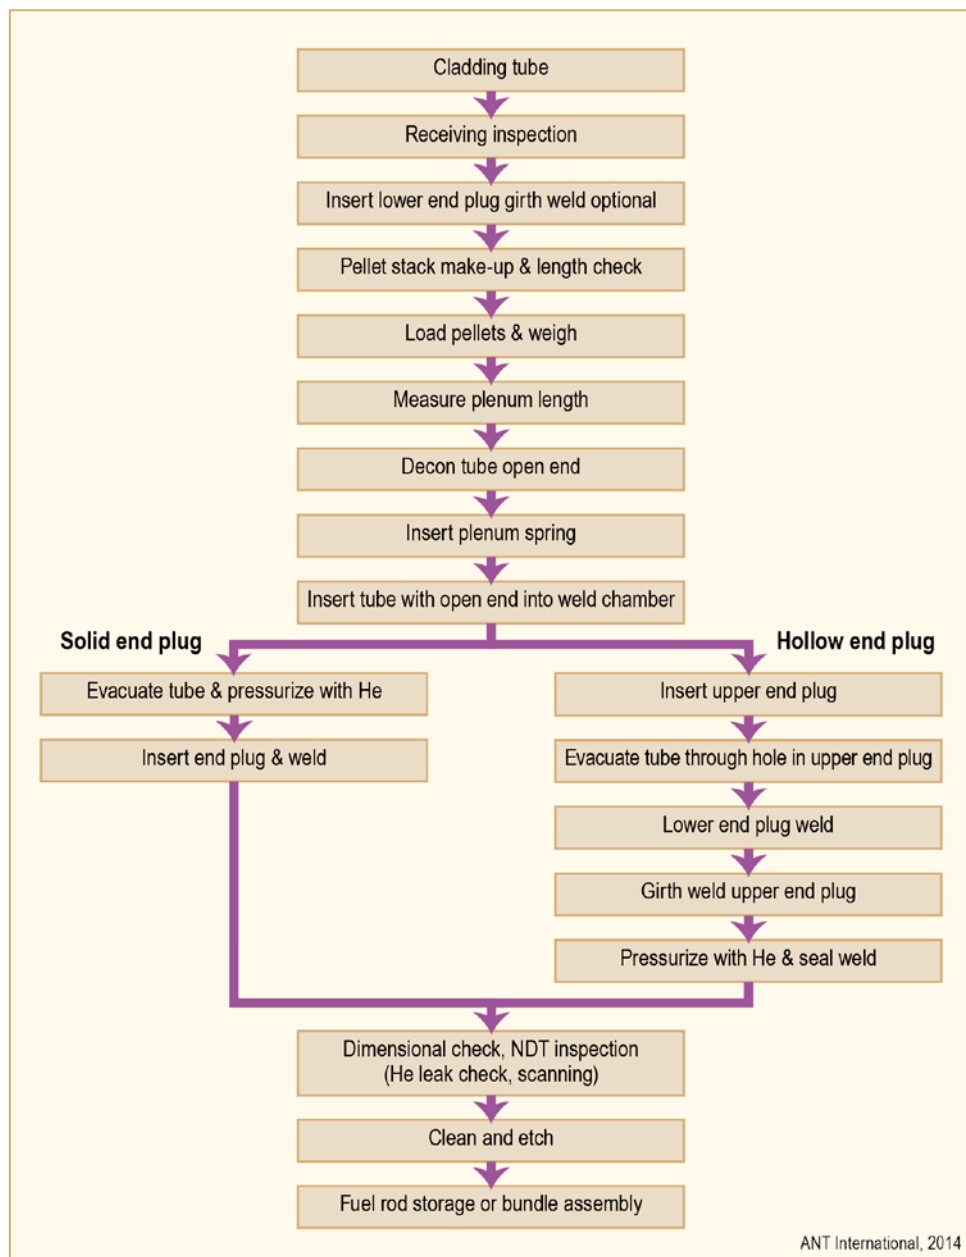 Cladding tube
Receiving inspection
Insert lower end plug girth weld optional
Pellet stack make-up & length check
Load pellets & weigh
Measure plenum length
Decon tube open end
Insert plenum spring
Insert tube with open end into weld chamber
Solid end plug
Evacuate tube & pressurize with He
Insert end plug & weld
Hollow end plug
Insert upper end plug
Evacuate tube through hole in upper end plug
Lower end plug weld
Girth weld upper end plug
Pressurize with He & seal weld
Dimensional check, NDT inspection
(He leak check, scanning)
Clean and etch
Fuel rod storage or bundle assembly
ANT International, 2014